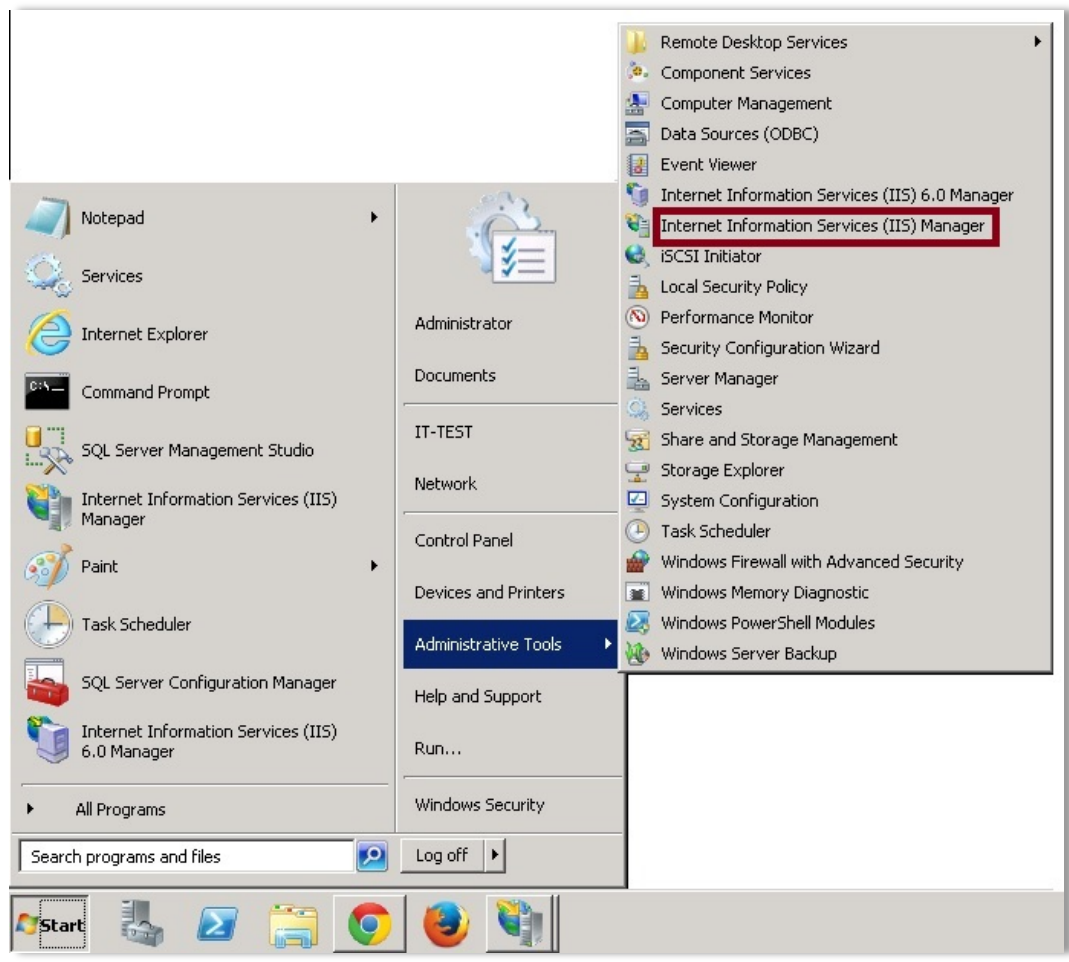 Notepad
Services
Internet Explorer
C:\
Command Prompt
SQL Server Management Studio
Internet Information Services (IIS)
Manager
Paint
Task Scheduler
SQL Server Configuration Manager
Internet Information Services (IIS)
6.0 Manager
All Programs
Search programs and files
Administrator
Documents
IT-TEST
Network
Control Panel
Devices and Printers
Administrative Tools
Help and Support
Run...
Windows Security
Log off
Remote Desktop Services
Component Services
Computer Management
Data Sources (ODBC)
Event Viewer
Internet Information Services (IIS) 6.0 Manager
Internet Information Services (IIS) Manager
iSCSI Initiator
Local Security Policy
Performance Monitor
Security Configuration Wizard
Server Manager
Services
Share and Storage Management
Storage Explorer
System Configuration
Task Scheduler
Windows Firewall with Advanced Security
Windows Memory Diagnostic
Windows PowerShell Modules
Windows Server Backup
Start